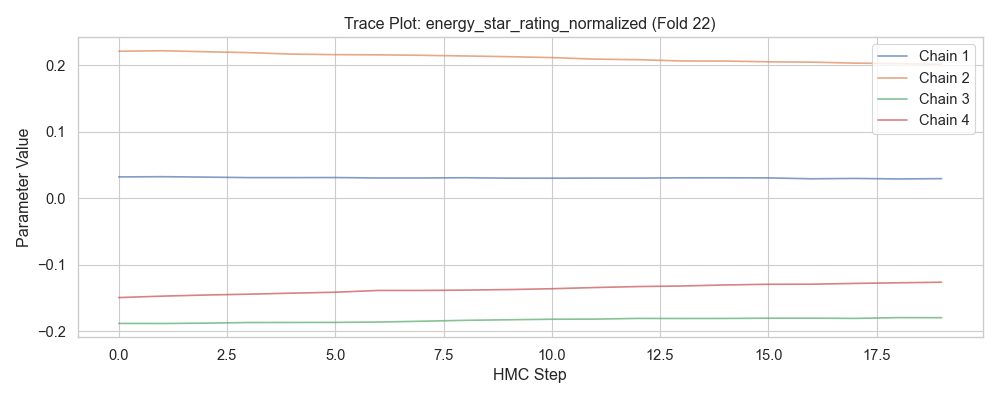 Trace Plot: energy_star_rating_normalized (Fold 22)
Parameter Value
0.2
0.1
0.0
−0.1
−0.2
Chain 1
Chain 2
Chain 3
Chain 4
0.0 2.5 5.0 7.5 10.0 12.5 15.0 17.5
HMC Step